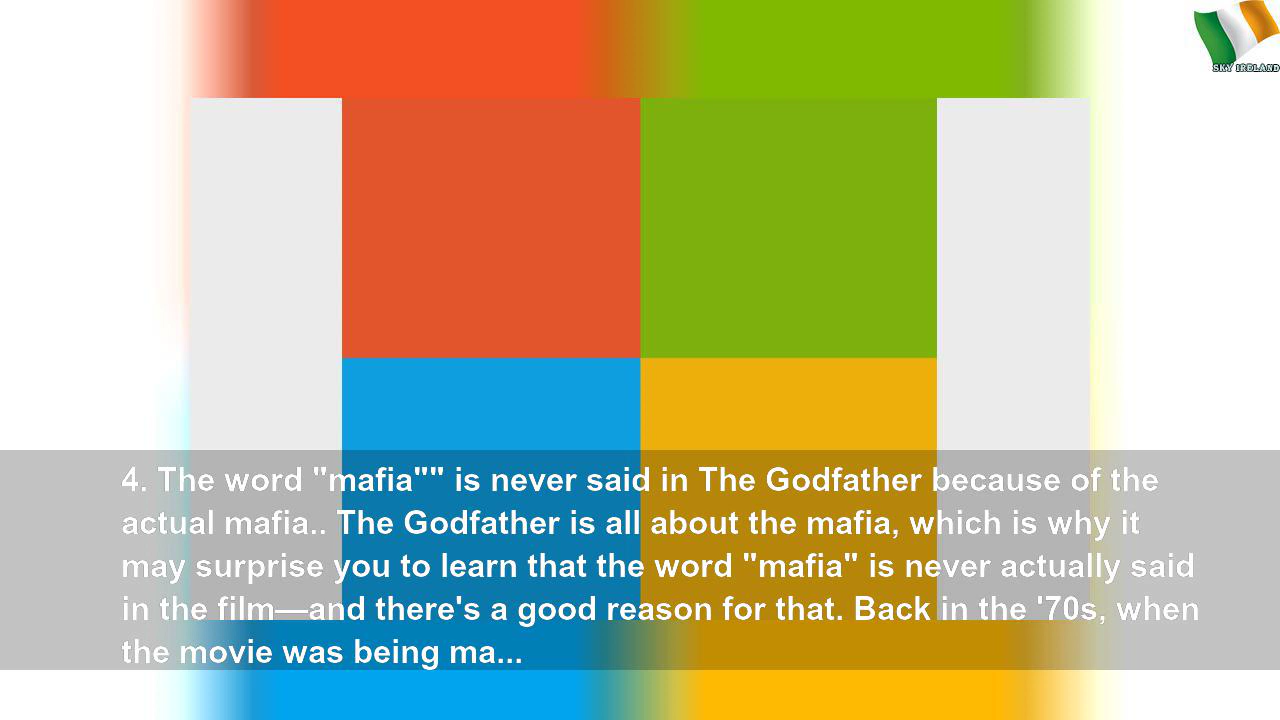 SKY IRELAND
4. The word "mafia"" is never said in The Godfather because of the
actual mafia.. The Godfather is all about the mafia, which is why it
may surprise you to learn that the word "mafia" is never actually said
in the film—and there's a good reason for that. Back in the '70s, when
the movie was being ma...